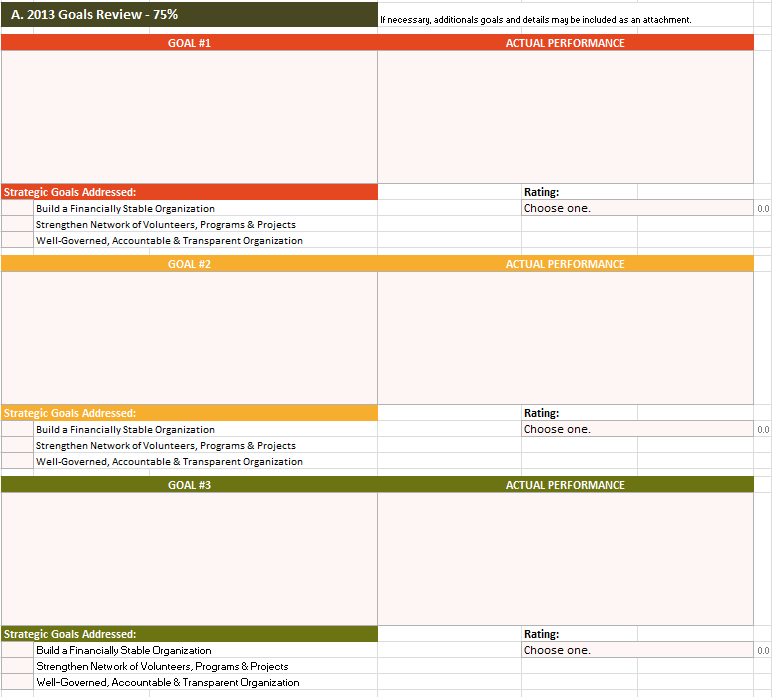 A. 2013 Goals Review - 75%
If necessary, additionals goals and details may be included as an attachment.
GOAL #1 ACTUAL PERFORMANCE
Strategic Goals Addressed: Rating:
Build a Financially Stable Organization Choose one. 0.0
Strengthen Network of Volunteers, Programs & Projects
Well-Governed, Accountable & Transparent Organization
GOAL #2 ACTUAL PERFORMANCE
Strategic Goals Addressed: Rating:
Build a Financially Stable Organization Choose one. 0.0
Strengthen Network of Volunteers, Programs & Projects
Well-Governed, Accountable & Transparent Organization
GOAL #3 ACTUAL PERFORMANCE
Strategic Goals Addressed: Rating:
Build a Financially Stable Organization Choose one. 0.0
Strengthen Network of Volunteers, Programs & Projects
Well-Governed, Accountable & Transparent Organization